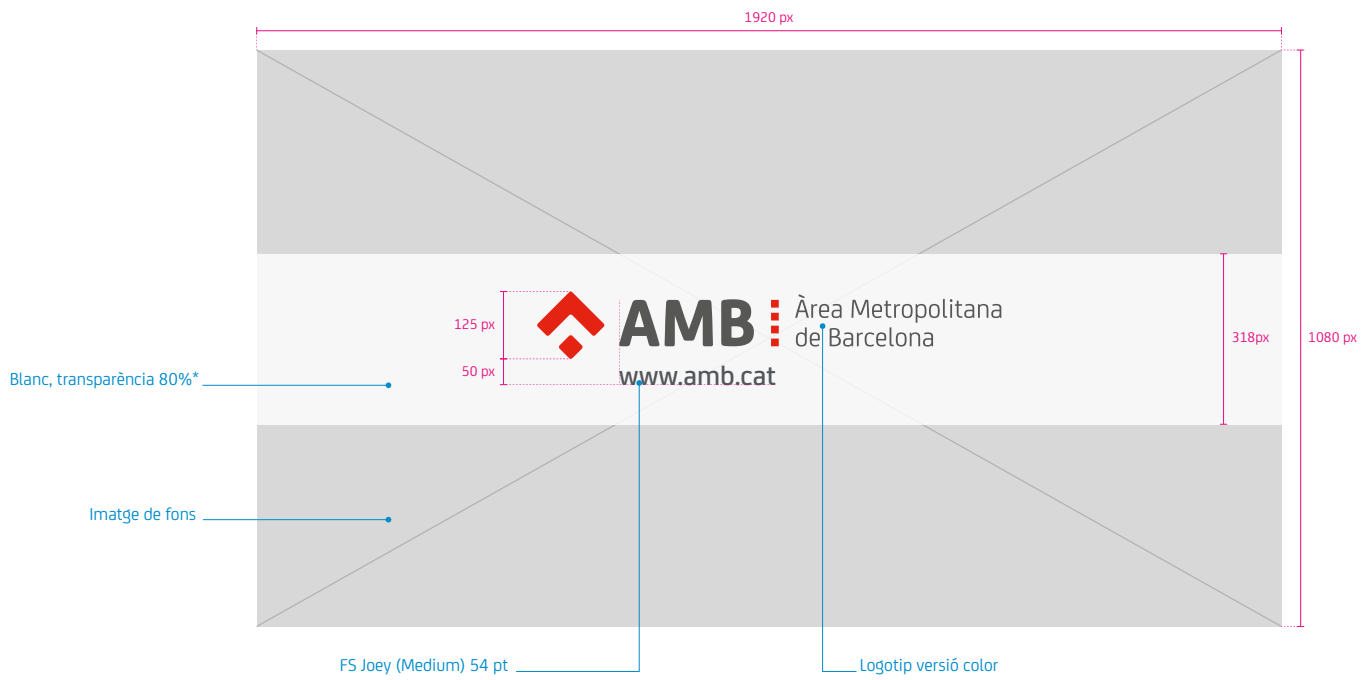 1920 px
125 px
AMB
Àrea Metropolitana
de Barcelona
318px
1080 px
50 px
www.amb.cat
Blanc, transparència 80%*
Imatge de fons
FS Joey (Medium) 54 pt
Logotip versió color